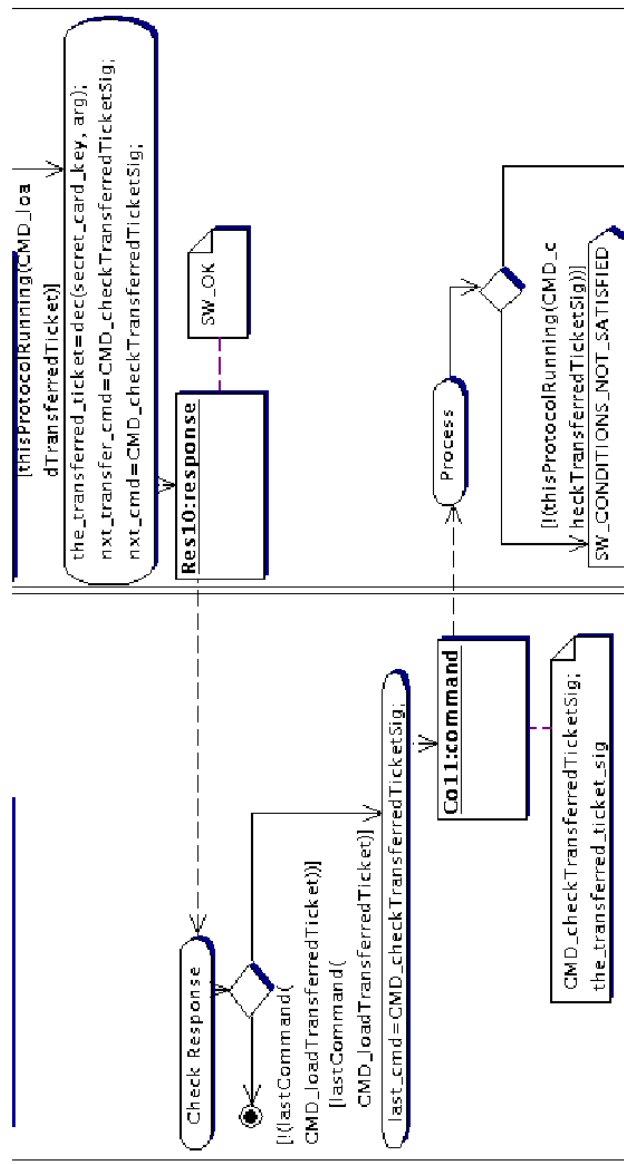 [thisProtocolRunning(CMD_loa
dTransferredTicket)]
the_transferred_ticket=dec(secret_card_key, arg);
nxt_transfer_cmd=CMD_checkTransferredTicketSig;
nxt_cmd=CMD_checkTransferredTicketSig;
Res10:response
SW_OK
Check Response
[!(lastCommand(
CMD_loadTransferredTicket))]
[lastCommand(
CMD_loadTransferredTicket)]
last_cmd=CMD_checkTransferredTicketSig;
Co11:command
CMD_checkTransferredTicketSig;
the_transferred_ticket_sig
Process
[!(thisProtocolRunning(CMD_c
heckTransferredTicketSig))]
SW_CONDITIONS_NOT_SATISFIED